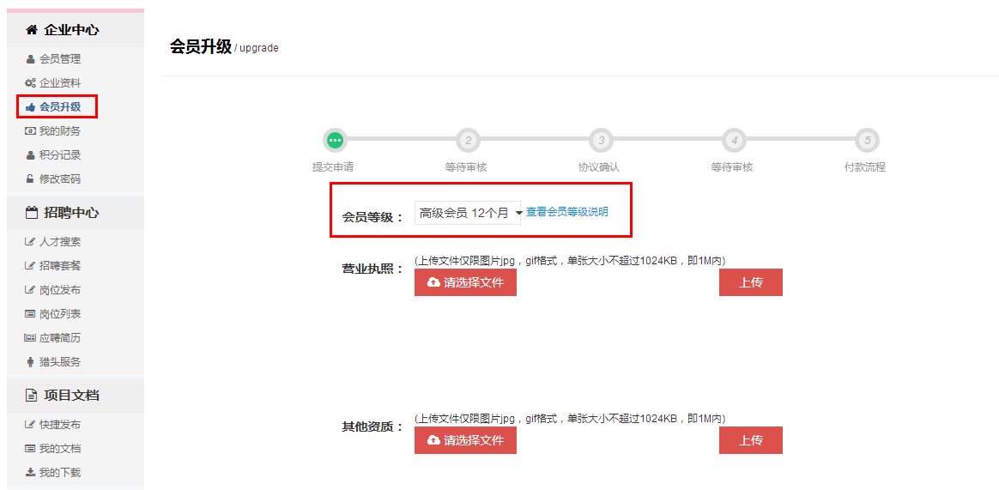 企业中心
会员管理
企业资料
会员升级
我的财务
积分记录
修改密码
招聘中心
人才搜索
招聘套餐
岗位发布
岗位列表
应聘简历
猎头服务
项目文档
快捷发布
我的文档
我的下载
会员升级 / upgrade
2 3 4 5
提交申请 等待审核 协议确认 等待审核 付款流程
会员等级： 高级会员 12个月 查看会员等级说明
(上传文件仅限图片jpg，gif格式，单张大小不超过1024KB，即1M内)
营业执照： 请选择文件 上传
(上传文件仅限图片jpg，gif格式，单张大小不超过1024KB，即1M内)
其他资质： 请选择文件 上传